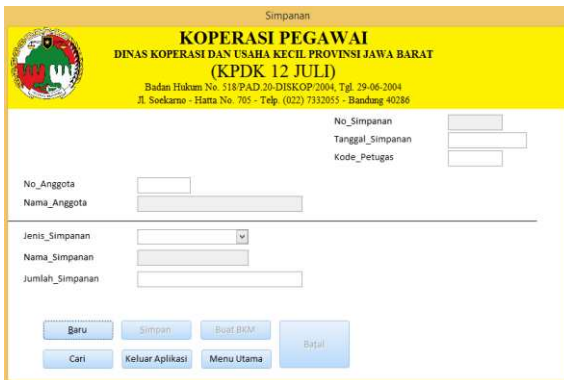 Simpanan
KOPERASI PEGAWAI
DINAS KOPERASI DAN USAHA KECIL PROVINSI JAWA BARAT
(KPDK 12 JULI)
Badan Hukum No. 518/PAD.20-DISKOP/2004, Tgl. 29-06-2004
Jl. Soekarno - Hatta No. 705 - Telp. (022) 7332055 - Bandung 40286
No_Simpanan
Tanggal_Simpanan
Kode_Petugas
No_Anggota
Nama_Anggota
Jenis_Simpanan
Nama_Simpanan
Jumlah_Simpanan
Baru
Simpan
Buat BKM
Batal
Cari
Keluar Aplikasi
Menu Utama